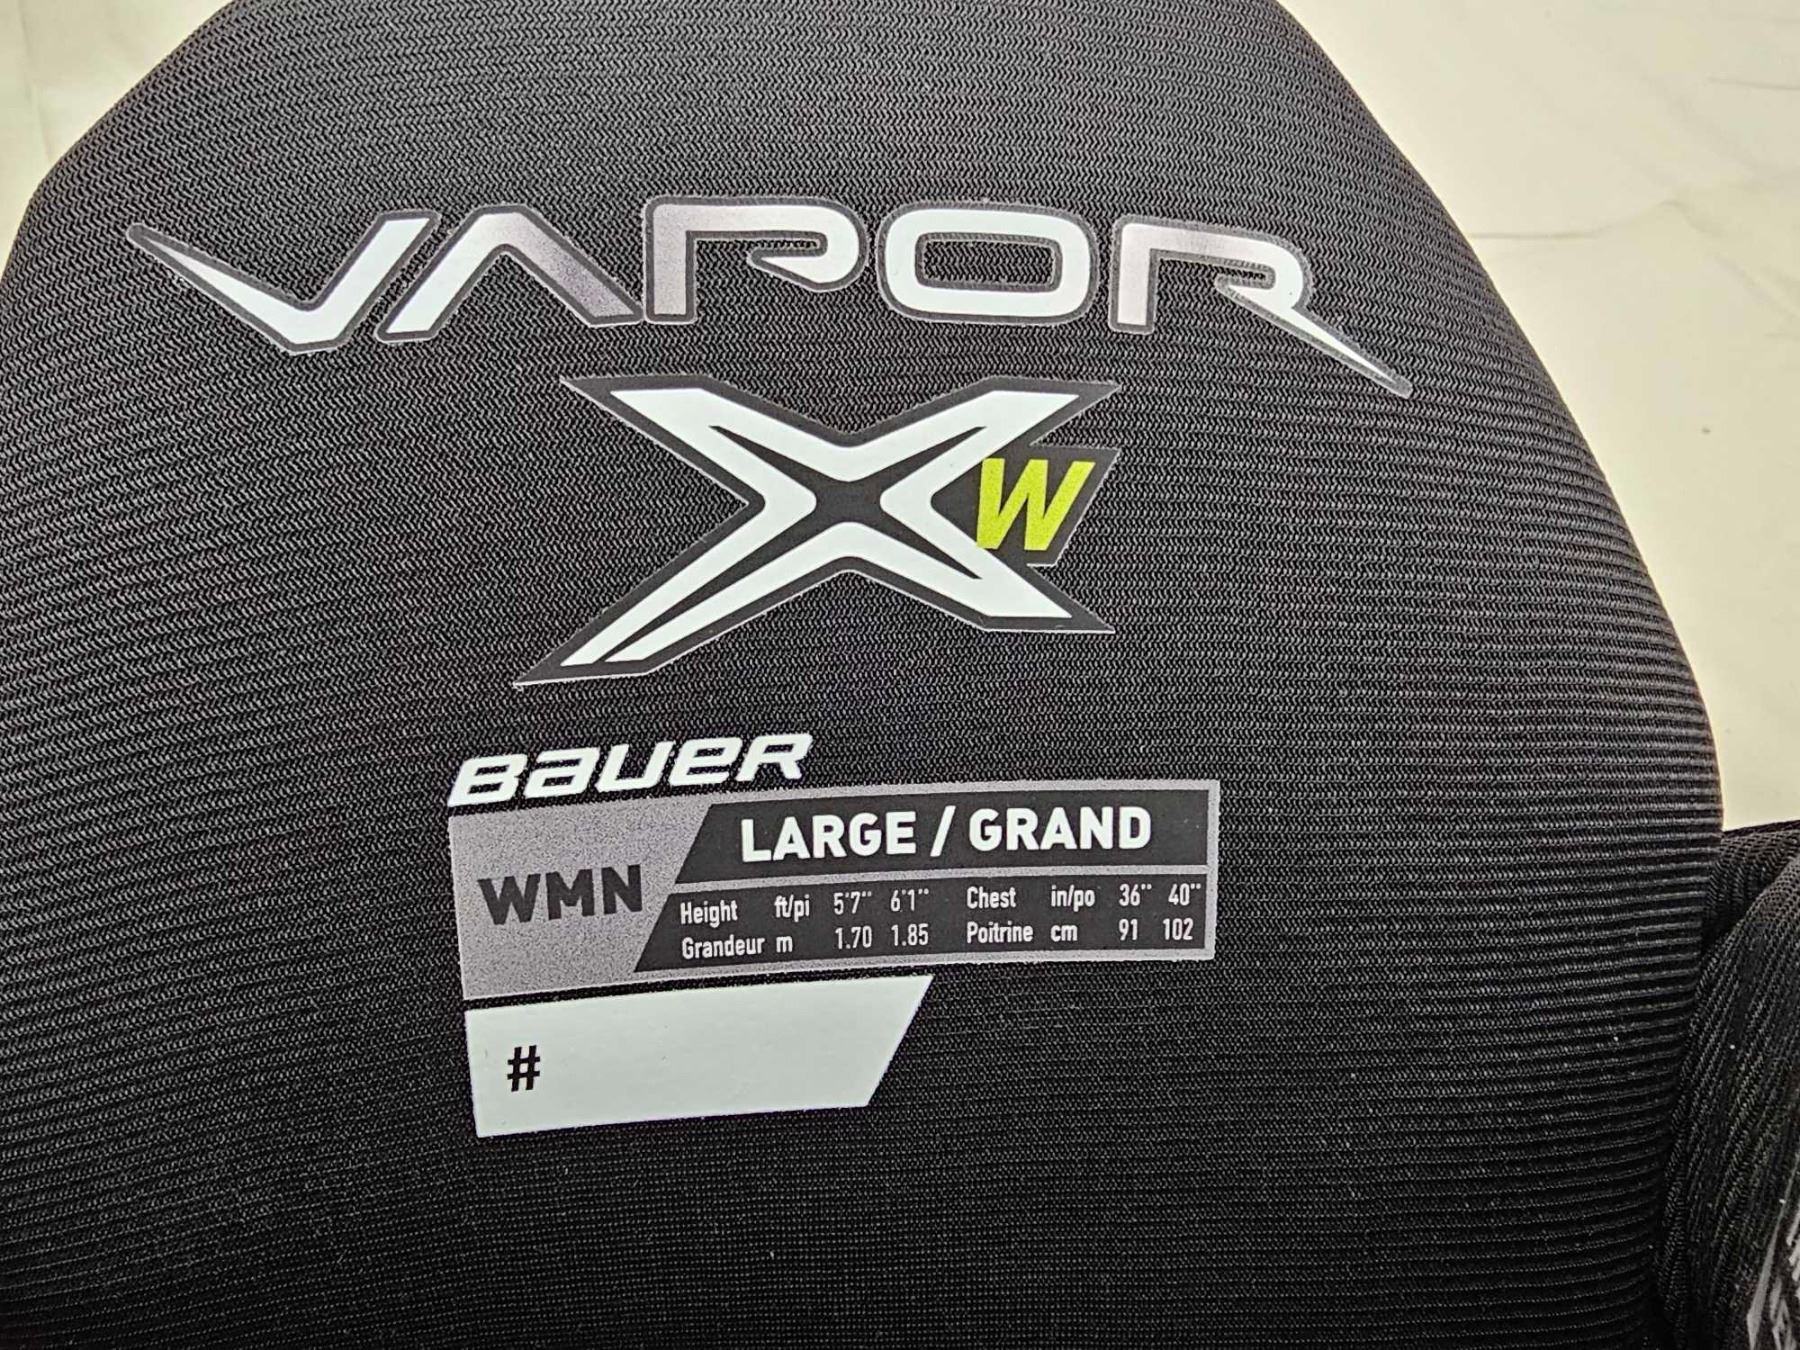 VAPOR
X W
BAUER
WMN
LARGE / GRAND
Height ft/pi 5'7" 6'1" Chest in/po 36" 40"
Grandeur m 1.70 1.85 Poitrine cm 91 102
#